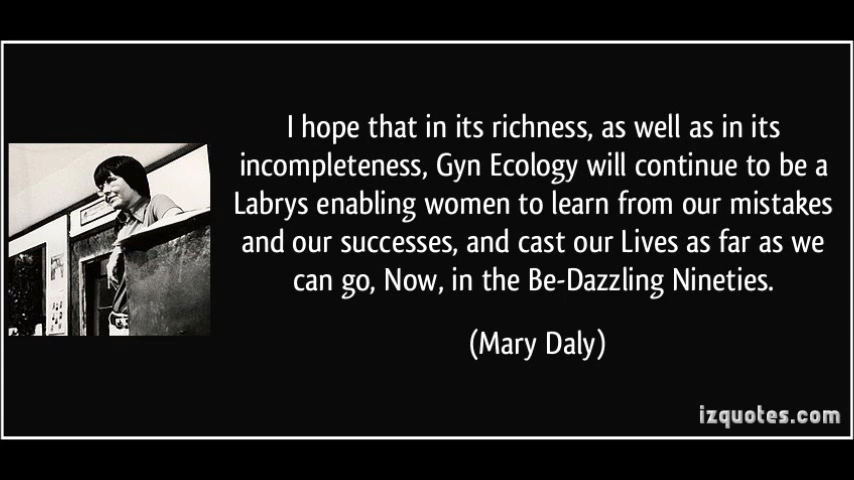 I hope that in its richness, as well as in its
incompleteness, Gyn Ecology will continue to be a
Labrys enabling women to learn from our mistakes
and our successes, and cast our Lives as far as we
can go, Now, in the Be-Dazzling Nineties.
(Mary Daly)
izquotes.com